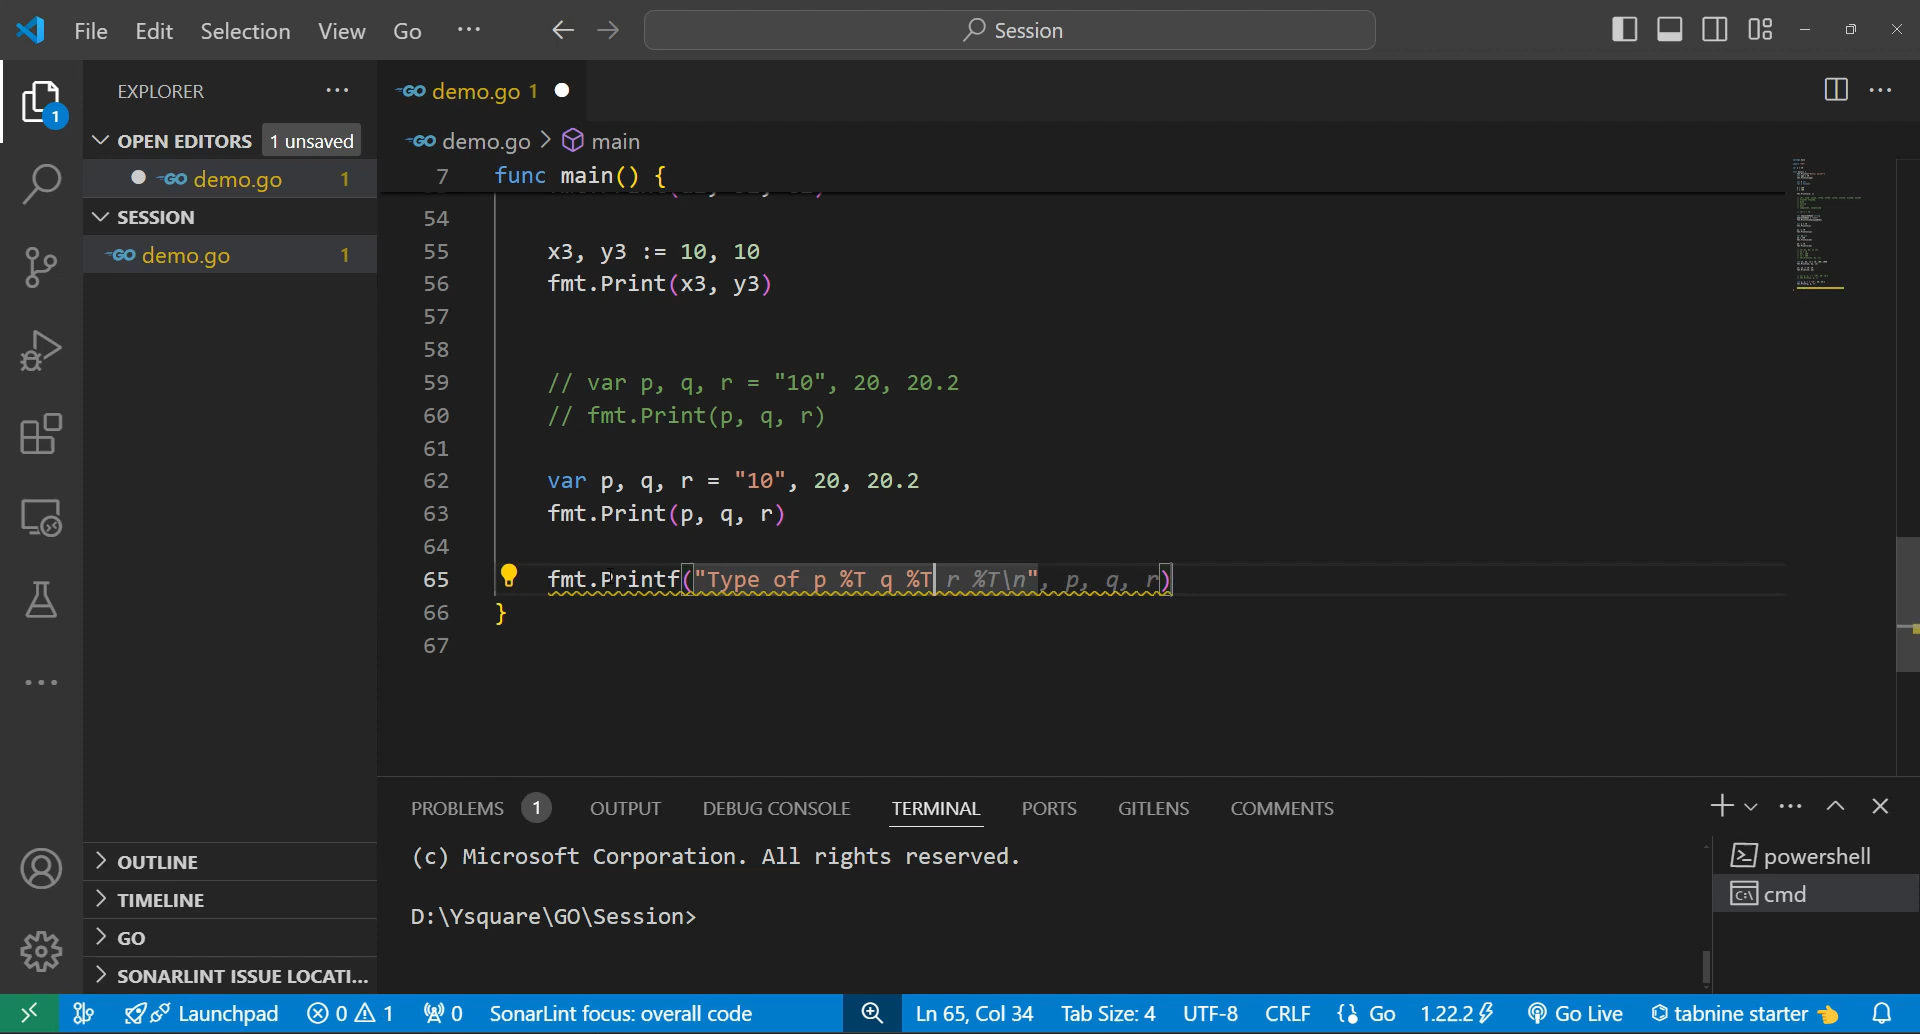 File Edit Selection View Go ··· Session
EXPLORER ···
OPEN EDITORS 1 unsaved
GO demo.go 1
SESSION
GO demo.go 1
OUTLINE
TIMELINE
GO
SONARLINT ISSUE LOCATI...
1
GO demo.go 1
GO demo.go > main
7 func main() {
54
55 x3, y3 := 10, 10
56 fmt.Print(x3, y3)
57
58
59 // var p, q, r = "10", 20, 20.2
60 // fmt.Print(p, q, r)
61
62 var p, q, r = "10", 20, 20.2
63 fmt.Print(p, q, r)
64
65 fmt.Printf("Type of p %T q %T r %T\n", p, q, r)
66 }
67
PROBLEMS 1 OUTPUT DEBUG CONSOLE TERMINAL PORTS GITLENS COMMENTS
(c) Microsoft Corporation. All rights reserved.
D:\Ysquare\GO\Session>
powershell
cmd
Launchpad 0 1 0 SonarLint focus: overall code Ln 65, Col 34 Tab Size: 4 UTF-8 CRLF Go 1.22.2 Go Live tabnine starter